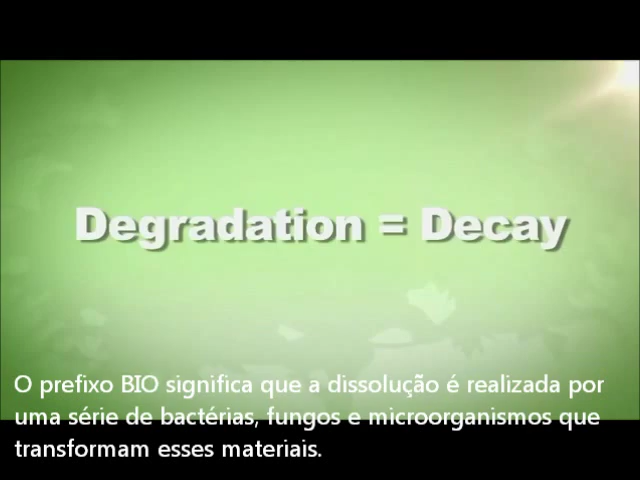 Degradation = Decay
O prefixo BIO significa que a dissolução é realizada por
uma série de bactérias, fungos e microorganismos que
transformam esses materiais.